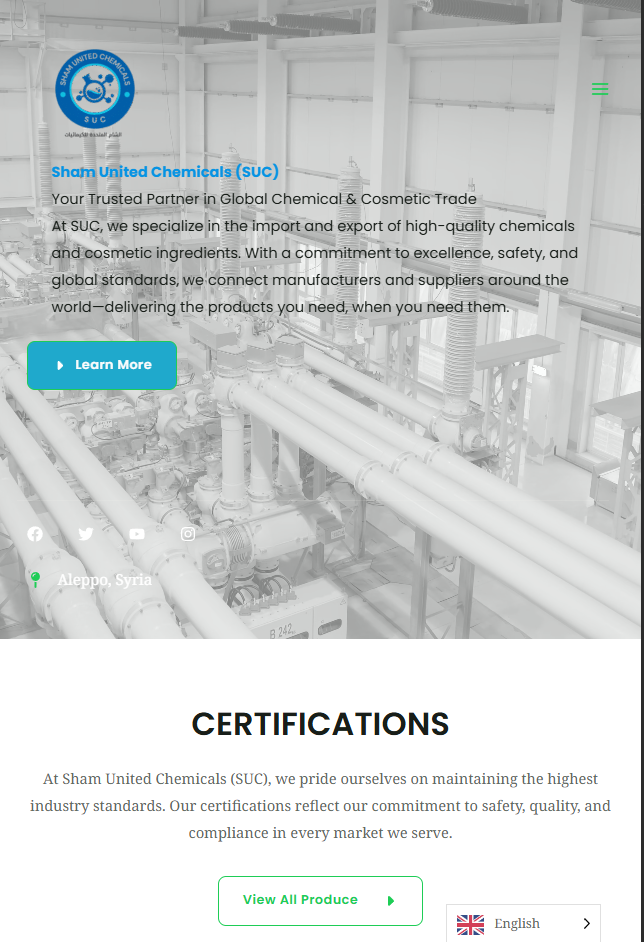 SHAM UNITED CHEMICALS
SUC
الشام المتحدة للكيماويات
Sham United Chemicals (SUC)
Your Trusted Partner in Global Chemical & Cosmetic Trade
At SUC, we specialize in the import and export of high-quality chemicals
and cosmetic ingredients. With a commitment to excellence, safety, and
global standards, we connect manufacturers and suppliers around the
world—delivering the products you need, when you need them.
Learn More
Aleppo, Syria
B 242
CERTIFICATIONS
At Sham United Chemicals (SUC), we pride ourselves on maintaining the highest
industry standards. Our certifications reflect our commitment to safety, quality, and
compliance in every market we serve.
View All Produce
English